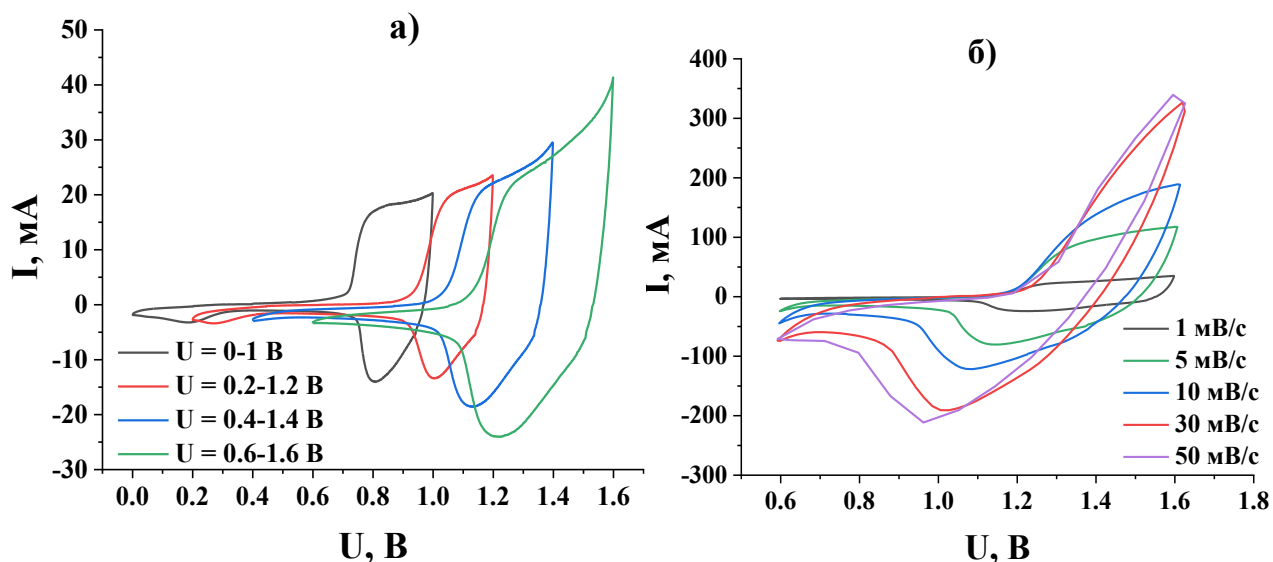 а)
50
40
30
20
10
0
-10
-20
-30
I, мА
U = 0-1 В
U = 0.2-1.2 В
U = 0.4-1.4 В
U = 0.6-1.6 В
0.0 0.2 0.4 0.6 0.8 1.0 1.2 1.4 1.6
U, В
б)
400
300
200
100
0
-100
-200
-300
I, мА
1 мВ/с
5 мВ/с
10 мВ/с
30 мВ/с
50 мВ/с
0.6 0.8 1.0 1.2 1.4 1.6 1.8
U, В